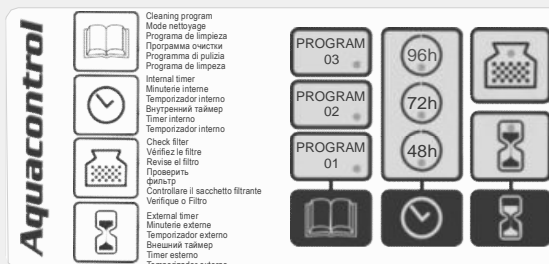 Aquacontrol
Cleaning program
Mode nettoyage
Programa de limpieza
Программа очистки
Programma di pulizia
Programa de limpeza
Internal timer
Minuterie interne
Temporizador interno
Внутренний таймер
Timer interno
Temporizador interno
Check filter
Vérifiez le filtre
Revise el filtro
Проверить
фильтр
Controllare il sacchetto filtrante
Verifique o Filtro
External timer
Minuterie externe
Temporizador externo
Внешний таймер
Timer esterno
Temporizador externo
PROGRAM
03
PROGRAM
02
PROGRAM
01
96h
72h
48h